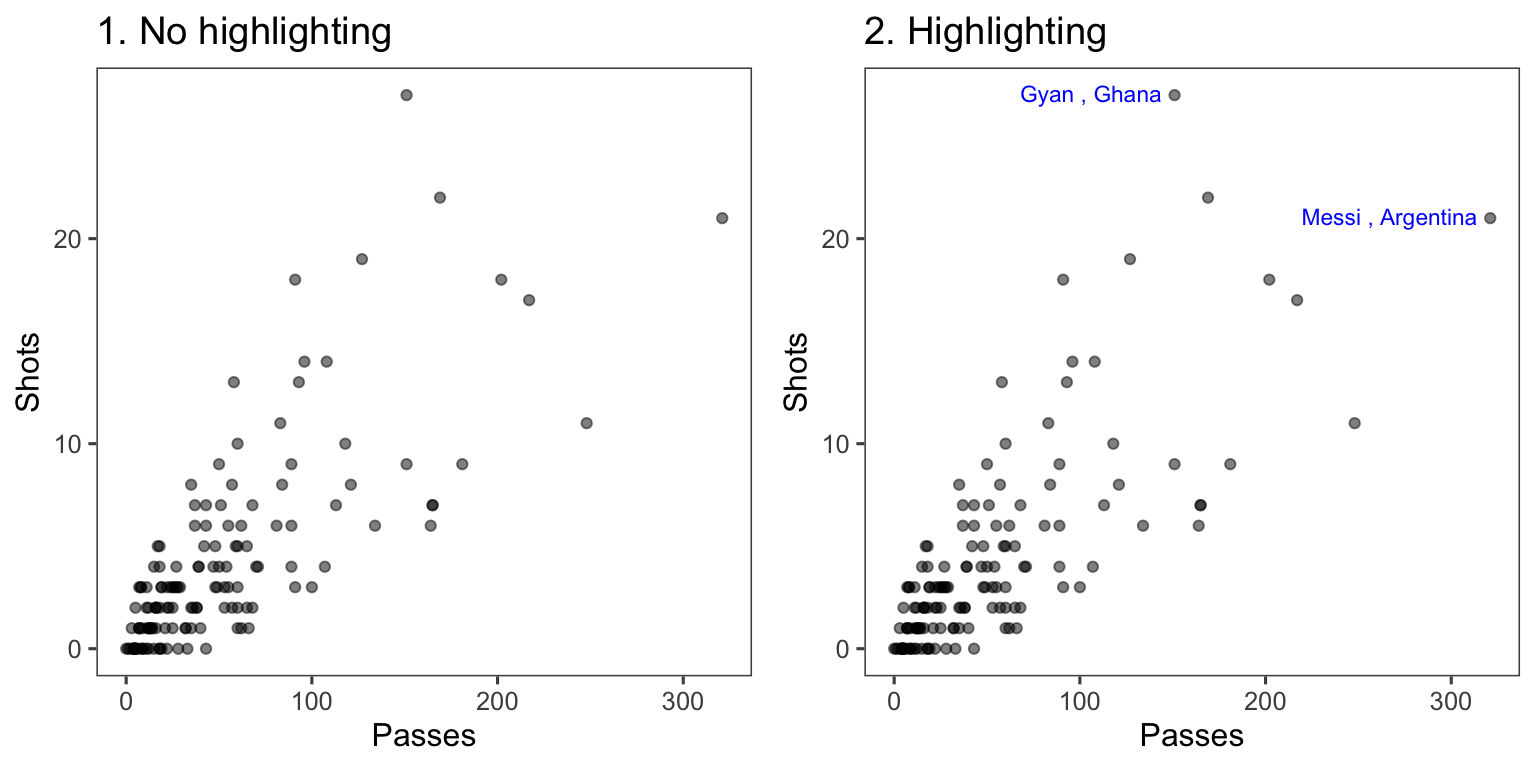 1. No highlighting
20
10
0
Shots
0 100 200 300
Passes
2. Highlighting
Gyan , Ghana
Messi , Argentina
20
10
0
Shots
0 100 200 300
Passes